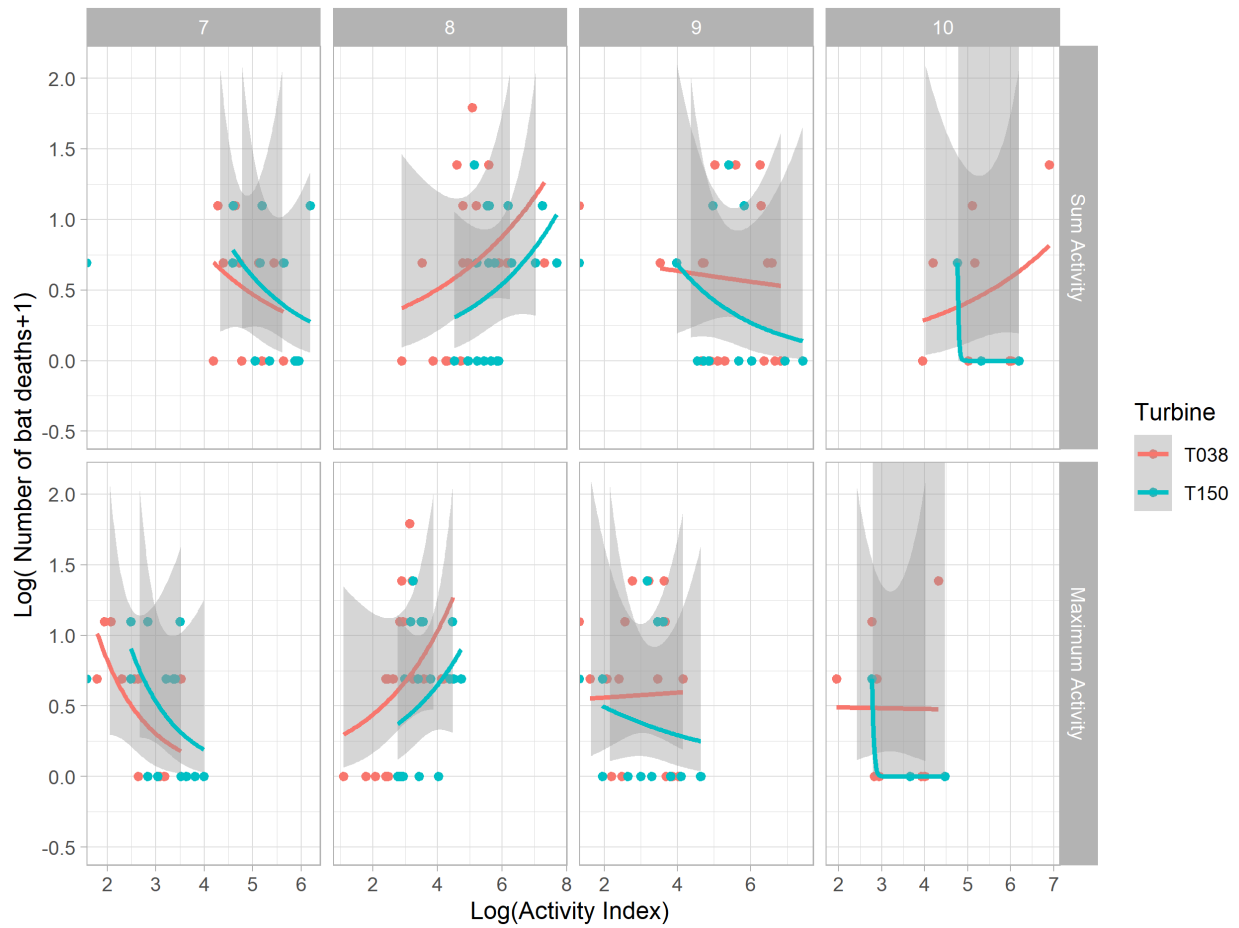 7 8 9 10
2.0
1.5
1.0
0.5
0.0
-0.5
Sum Activity
2.0
1.5
1.0
0.5
0.0
-0.5
Maximum Activity
Log( Number of bat deaths+1)
2 3 4 5 6 2 4 6 8 2 4 6 2 3 4 5 6 7
Log(Activity Index)
Turbine
T038
T150